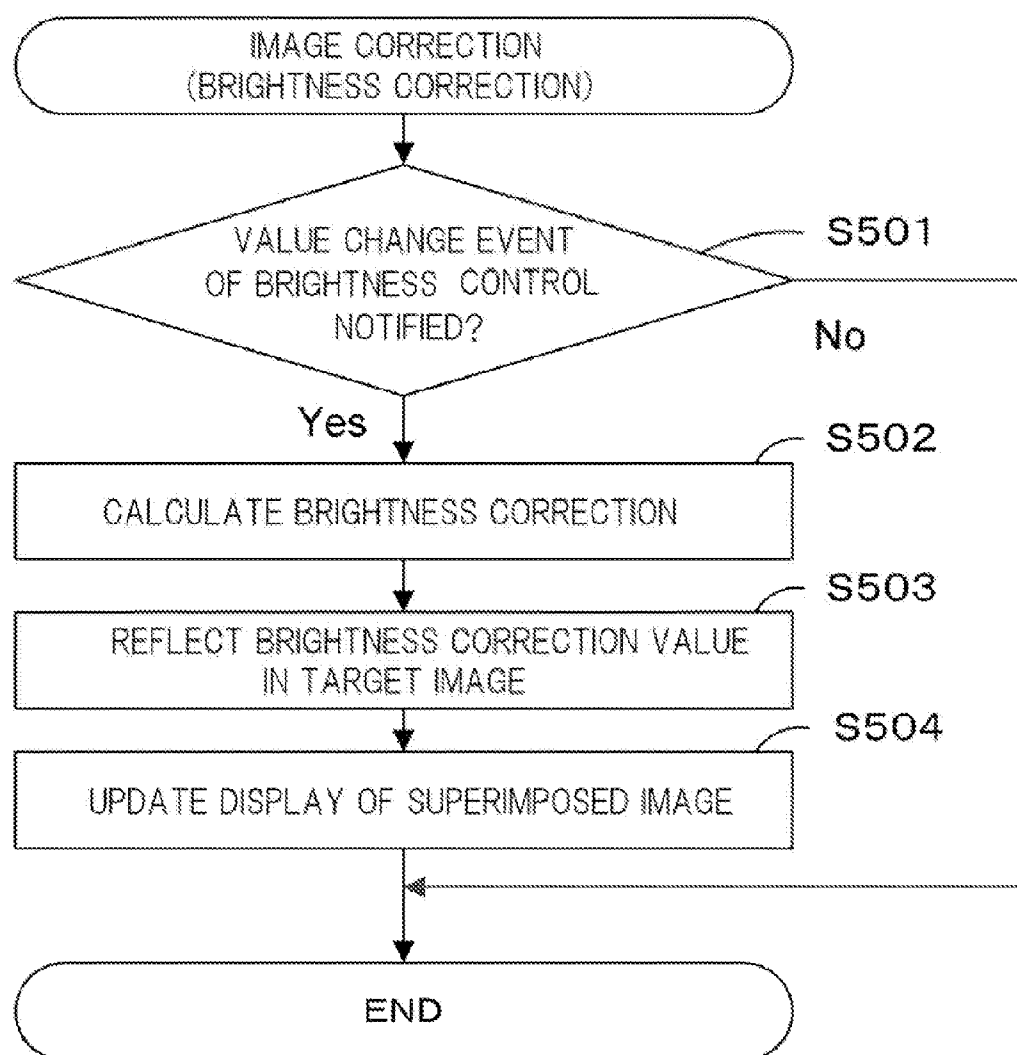 IMAGE CORRECTION
(BRIGHTNESS CORRECTION)
VALUE CHANGE EVENT
OF BRIGHTNESS CONTROL
NOTIFIED?
S501
No
Yes
S502
CALCULATE BRIGHTNESS CORRECTION
S503
REFLECT BRIGHTNESS CORRECTION VALUE
IN TARGET IMAGE
S504
UPDATE DISPLAY OF SUPERIMPOSED IMAGE
END